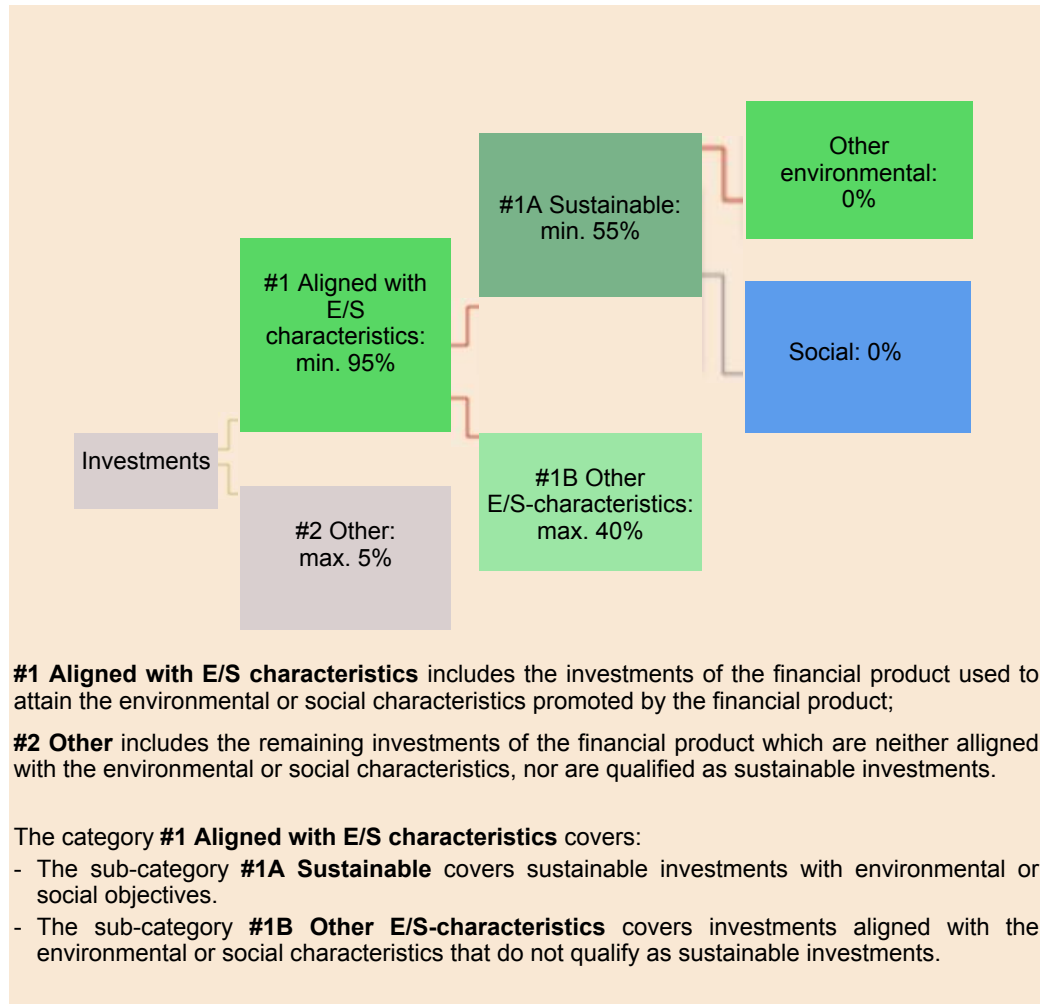 Other
environmental:
0%
#1A Sustainable:
min. 55%
#1 Aligned with
E/S
characteristics:
min. 95%
Social: 0%
Investments
#1B Other
E/S-characteristics:
max. 40%
#2 Other:
max. 5%
#1 Aligned with E/S characteristics includes the investments of the financial product used to
attain the environmental or social characteristics promoted by the financial product;
#2 Other includes the remaining investments of the financial product which are neither alligned
with the environmental or social characteristics, nor are qualified as sustainable investments.
The category #1 Aligned with E/S characteristics covers:
- The sub-category #1A Sustainable covers sustainable investments with environmental or
social objectives.
- The sub-category #1B Other E/S-characteristics covers investments aligned with the
environmental or social characteristics that do not qualify as sustainable investments.